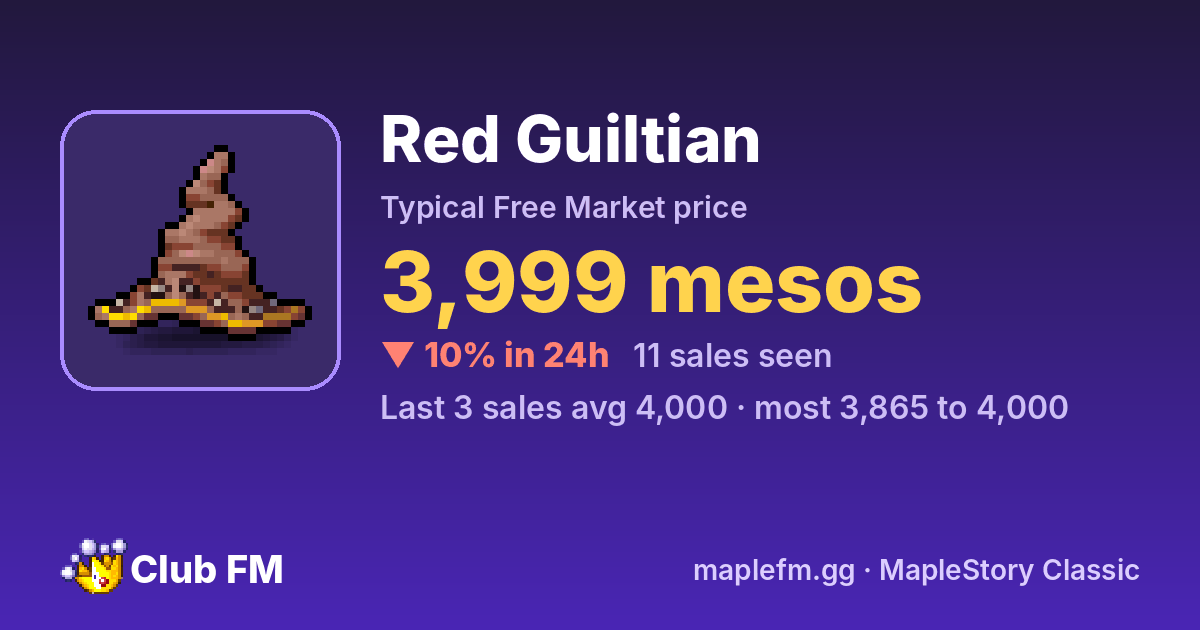 Red Guiltian
Typical Free Market price
3,999 mesos
▼ 10% in 24h 11 sales seen
Last 3 sales avg 4,000 · most 3,865 to 4,000
Club FM
maplefm.gg · MapleStory Classic